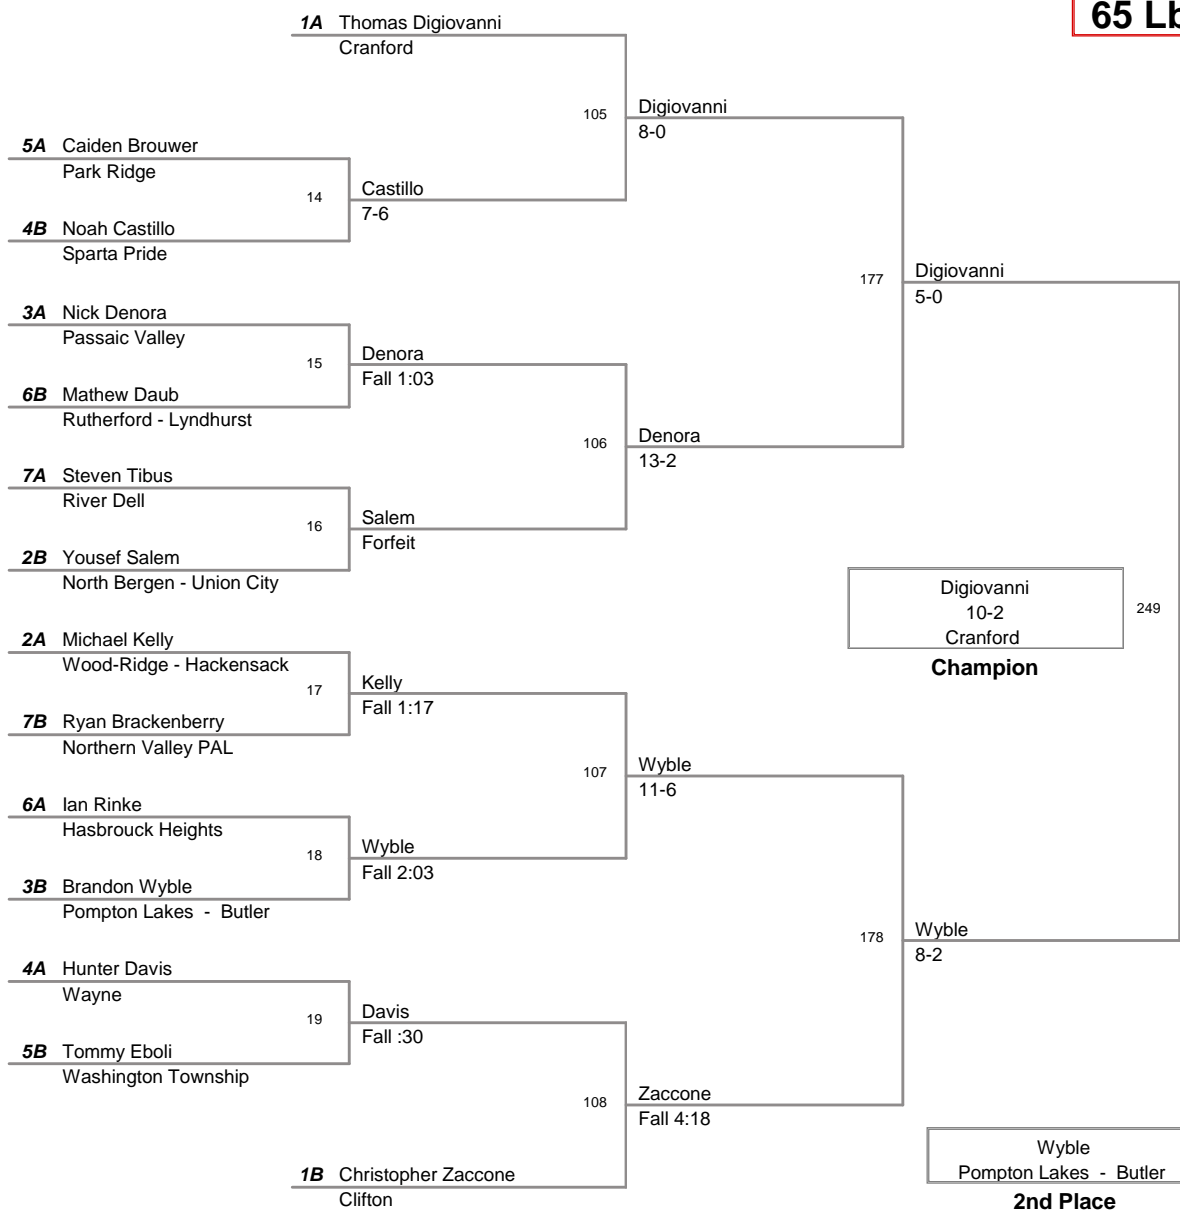 65 Lb
1A Thomas Digiovanni
Cranford
105
Digiovanni
8-0
5A Caiden Brouwer
Park Ridge
14
Castillo
7-6
4B Noah Castillo
Sparta Pride
177
Digiovanni
5-0
3A Nick Denora
Passaic Valley
15
Denora
Fall 1:03
6B Mathew Daub
Rutherford - Lyndhurst
106
Denora
13-2
7A Steven Tibus
River Dell
16
Salem
Forfeit
2B Yousef Salem
North Bergen - Union City
Digiovanni
10-2
Cranford
249
Champion
2A Michael Kelly
Wood-Ridge - Hackensack
17
Kelly
Fall 1:17
7B Ryan Brackenberry
Northern Valley PAL
107
Wyble
11-6
6A Ian Rinke
Hasbrouck Heights
18
Wyble
Fall 2:03
3B Brandon Wyble
Pompton Lakes - Butler
178
Wyble
8-2
4A Hunter Davis
Wayne
19
Davis
Fall :30
5B Tommy Eboli
Washington Township
108
Zaccone
Fall 4:18
1B Christopher Zaccone
Clifton
Wyble
Pompton Lakes - Butler
2nd Place